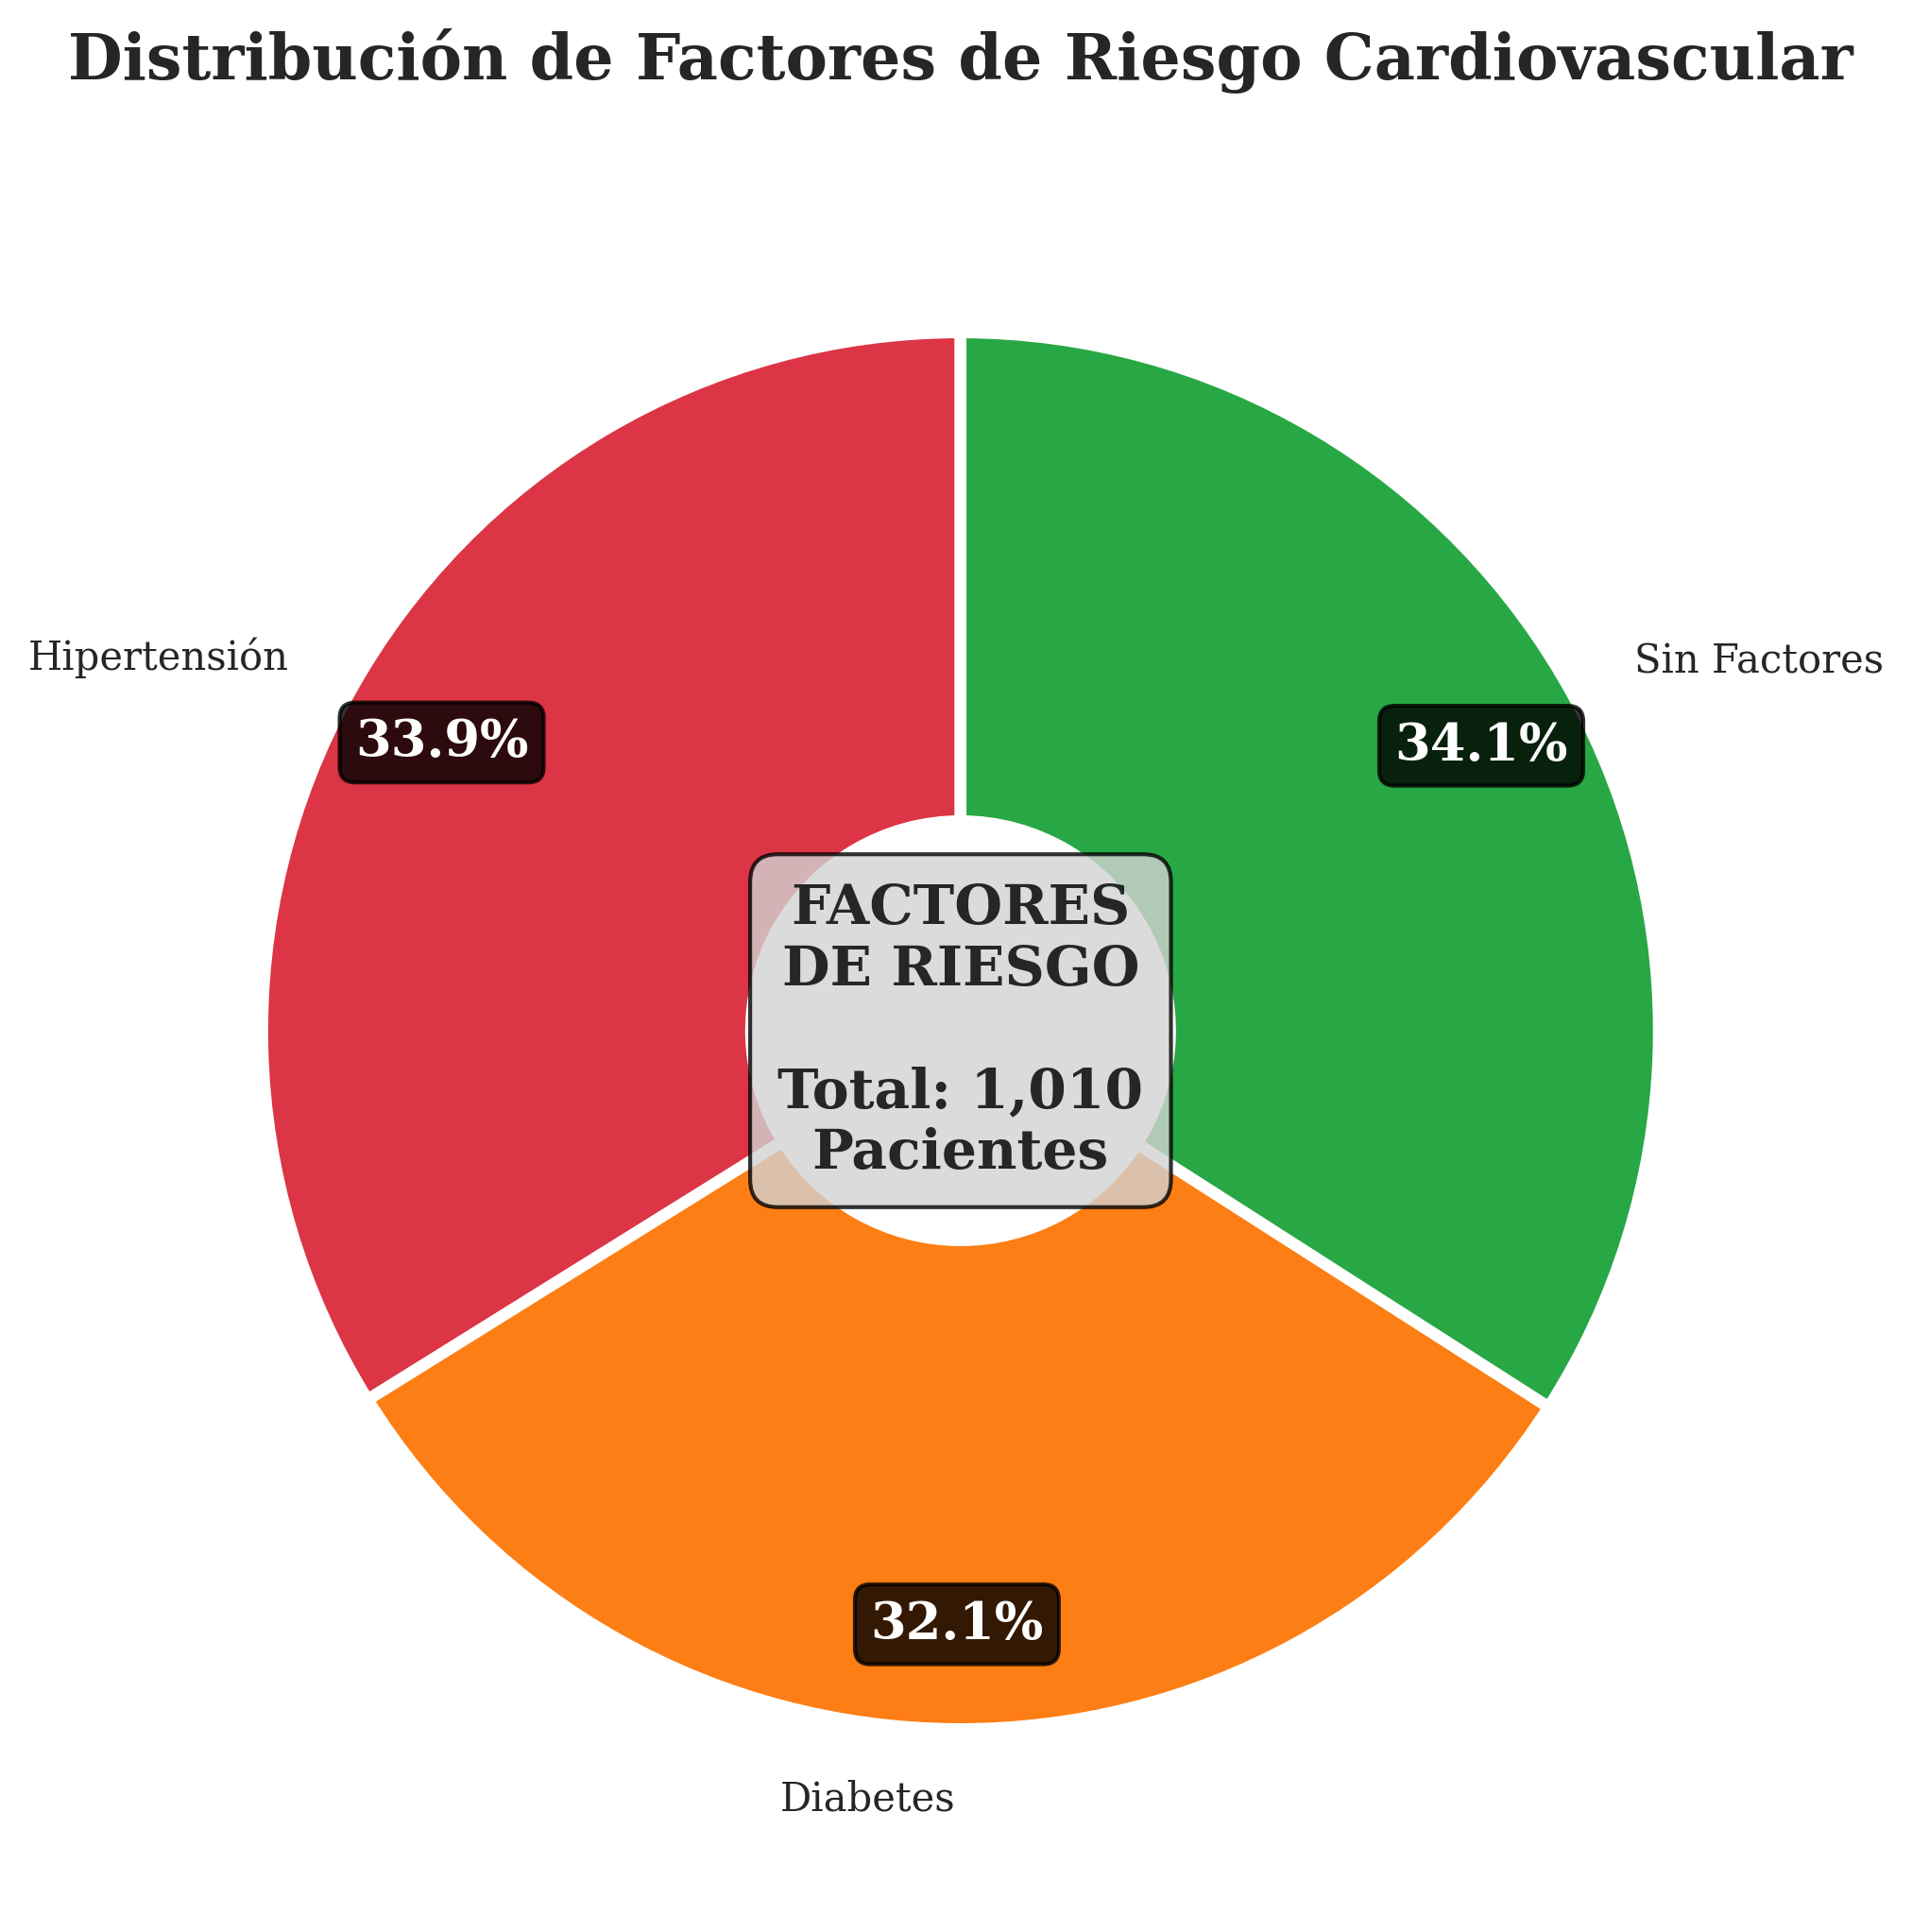 Distribución de Factores de Riesgo Cardiovascular
Hipertensión
Sin Factores
33.9%
34.1%
FACTORES
DE RIESGO
Total: 1,010
Pacientes
32.1%
Diabetes